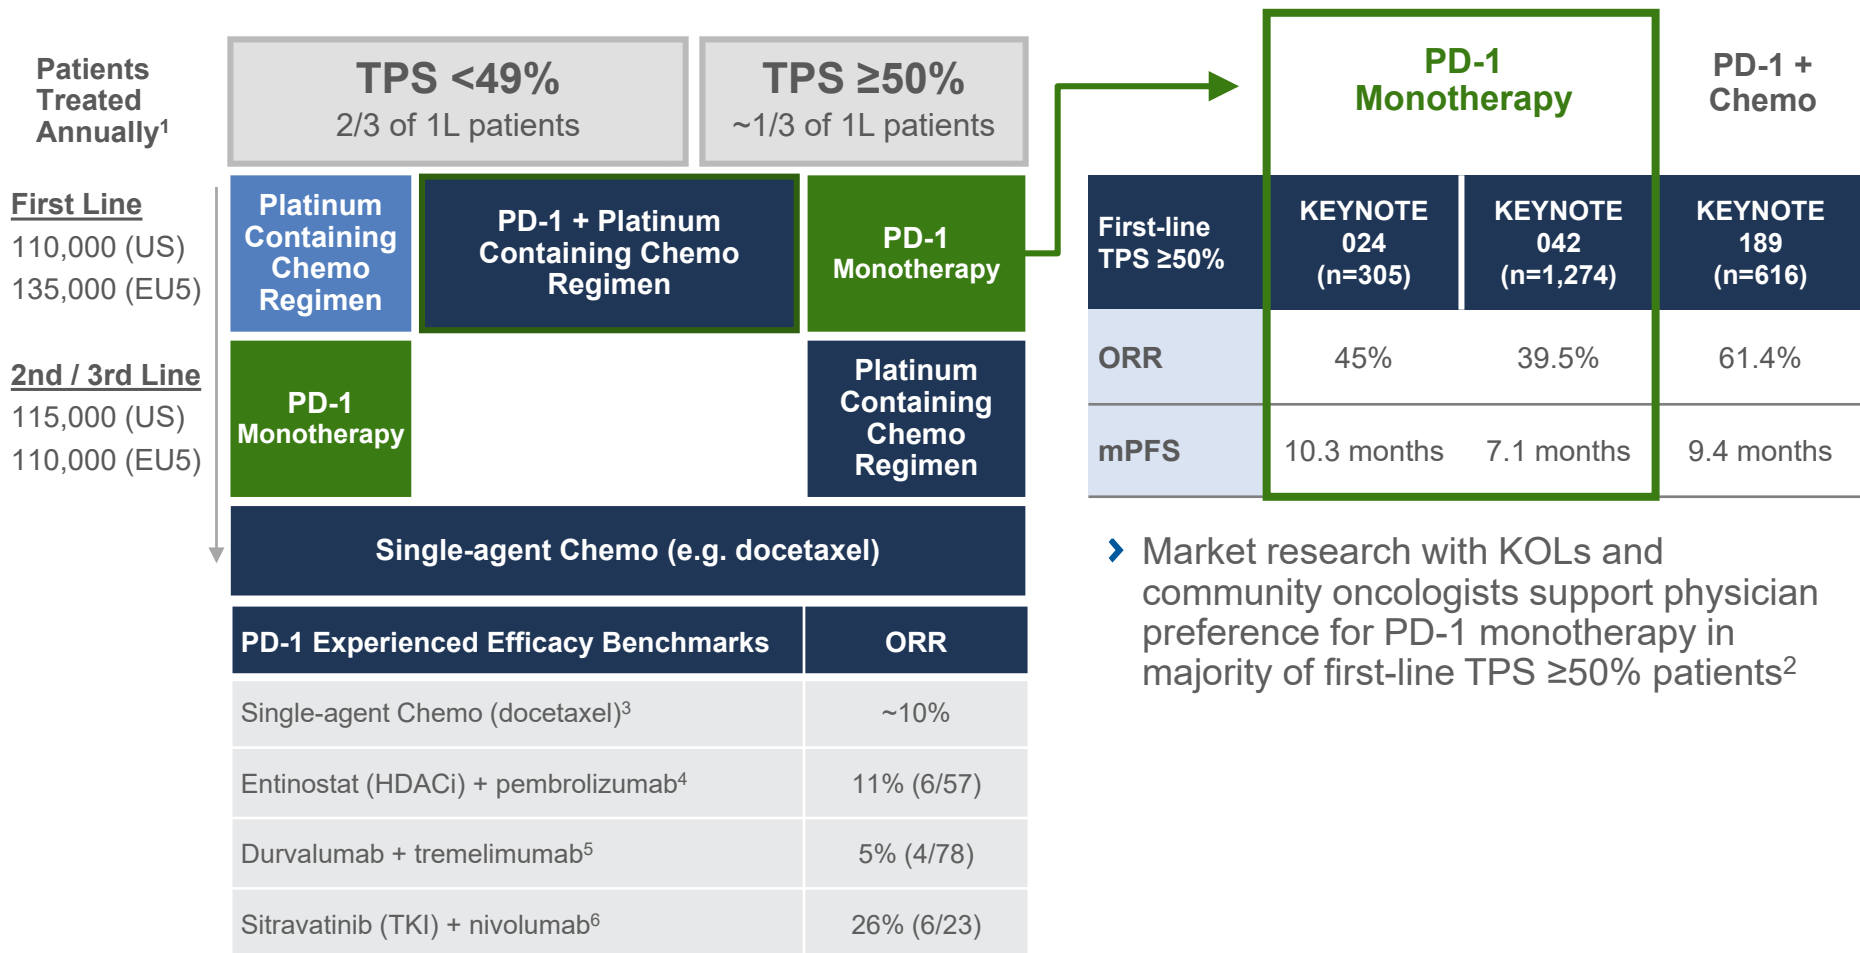 Patients
Treated
Annually1
TPS <49%
2/3 of 1L patients
TPS ≥50%
~1/3 of 1L patients
First Line
110,000 (US)
135,000 (EU5)
Platinum
Containing
Chemo
Regimen
PD-1 + Platinum
Containing Chemo
Regimen
PD-1
Monotherapy
2nd / 3rd Line
115,000 (US)
110,000 (EU5)
PD-1
Monotherapy
Platinum
Containing
Chemo
Regimen
Single-agent Chemo (e.g. docetaxel)
PD-1 Experienced Efficacy Benchmarks ORR
Single-agent Chemo (docetaxel)3 ~10%
Entinostat (HDACi) + pembrolizumab4 11% (6/57)
Durvalumab + tremelimumab5 5% (4/78)
Sitravatinib (TKI) + nivolumab6 26% (6/23)
PD-1
Monotherapy
PD-1 +
Chemo
First-line
TPS ≥50%
KEYNOTE
024
(n=305)
KEYNOTE
042
(n=1,274)
KEYNOTE
189
(n=616)
ORR 45% 39.5% 61.4%
mPFS 10.3 months 7.1 months 9.4 months
Market research with KOLs and
community oncologists support physician
preference for PD-1 monotherapy in
majority of first-line TPS ≥50% patients2